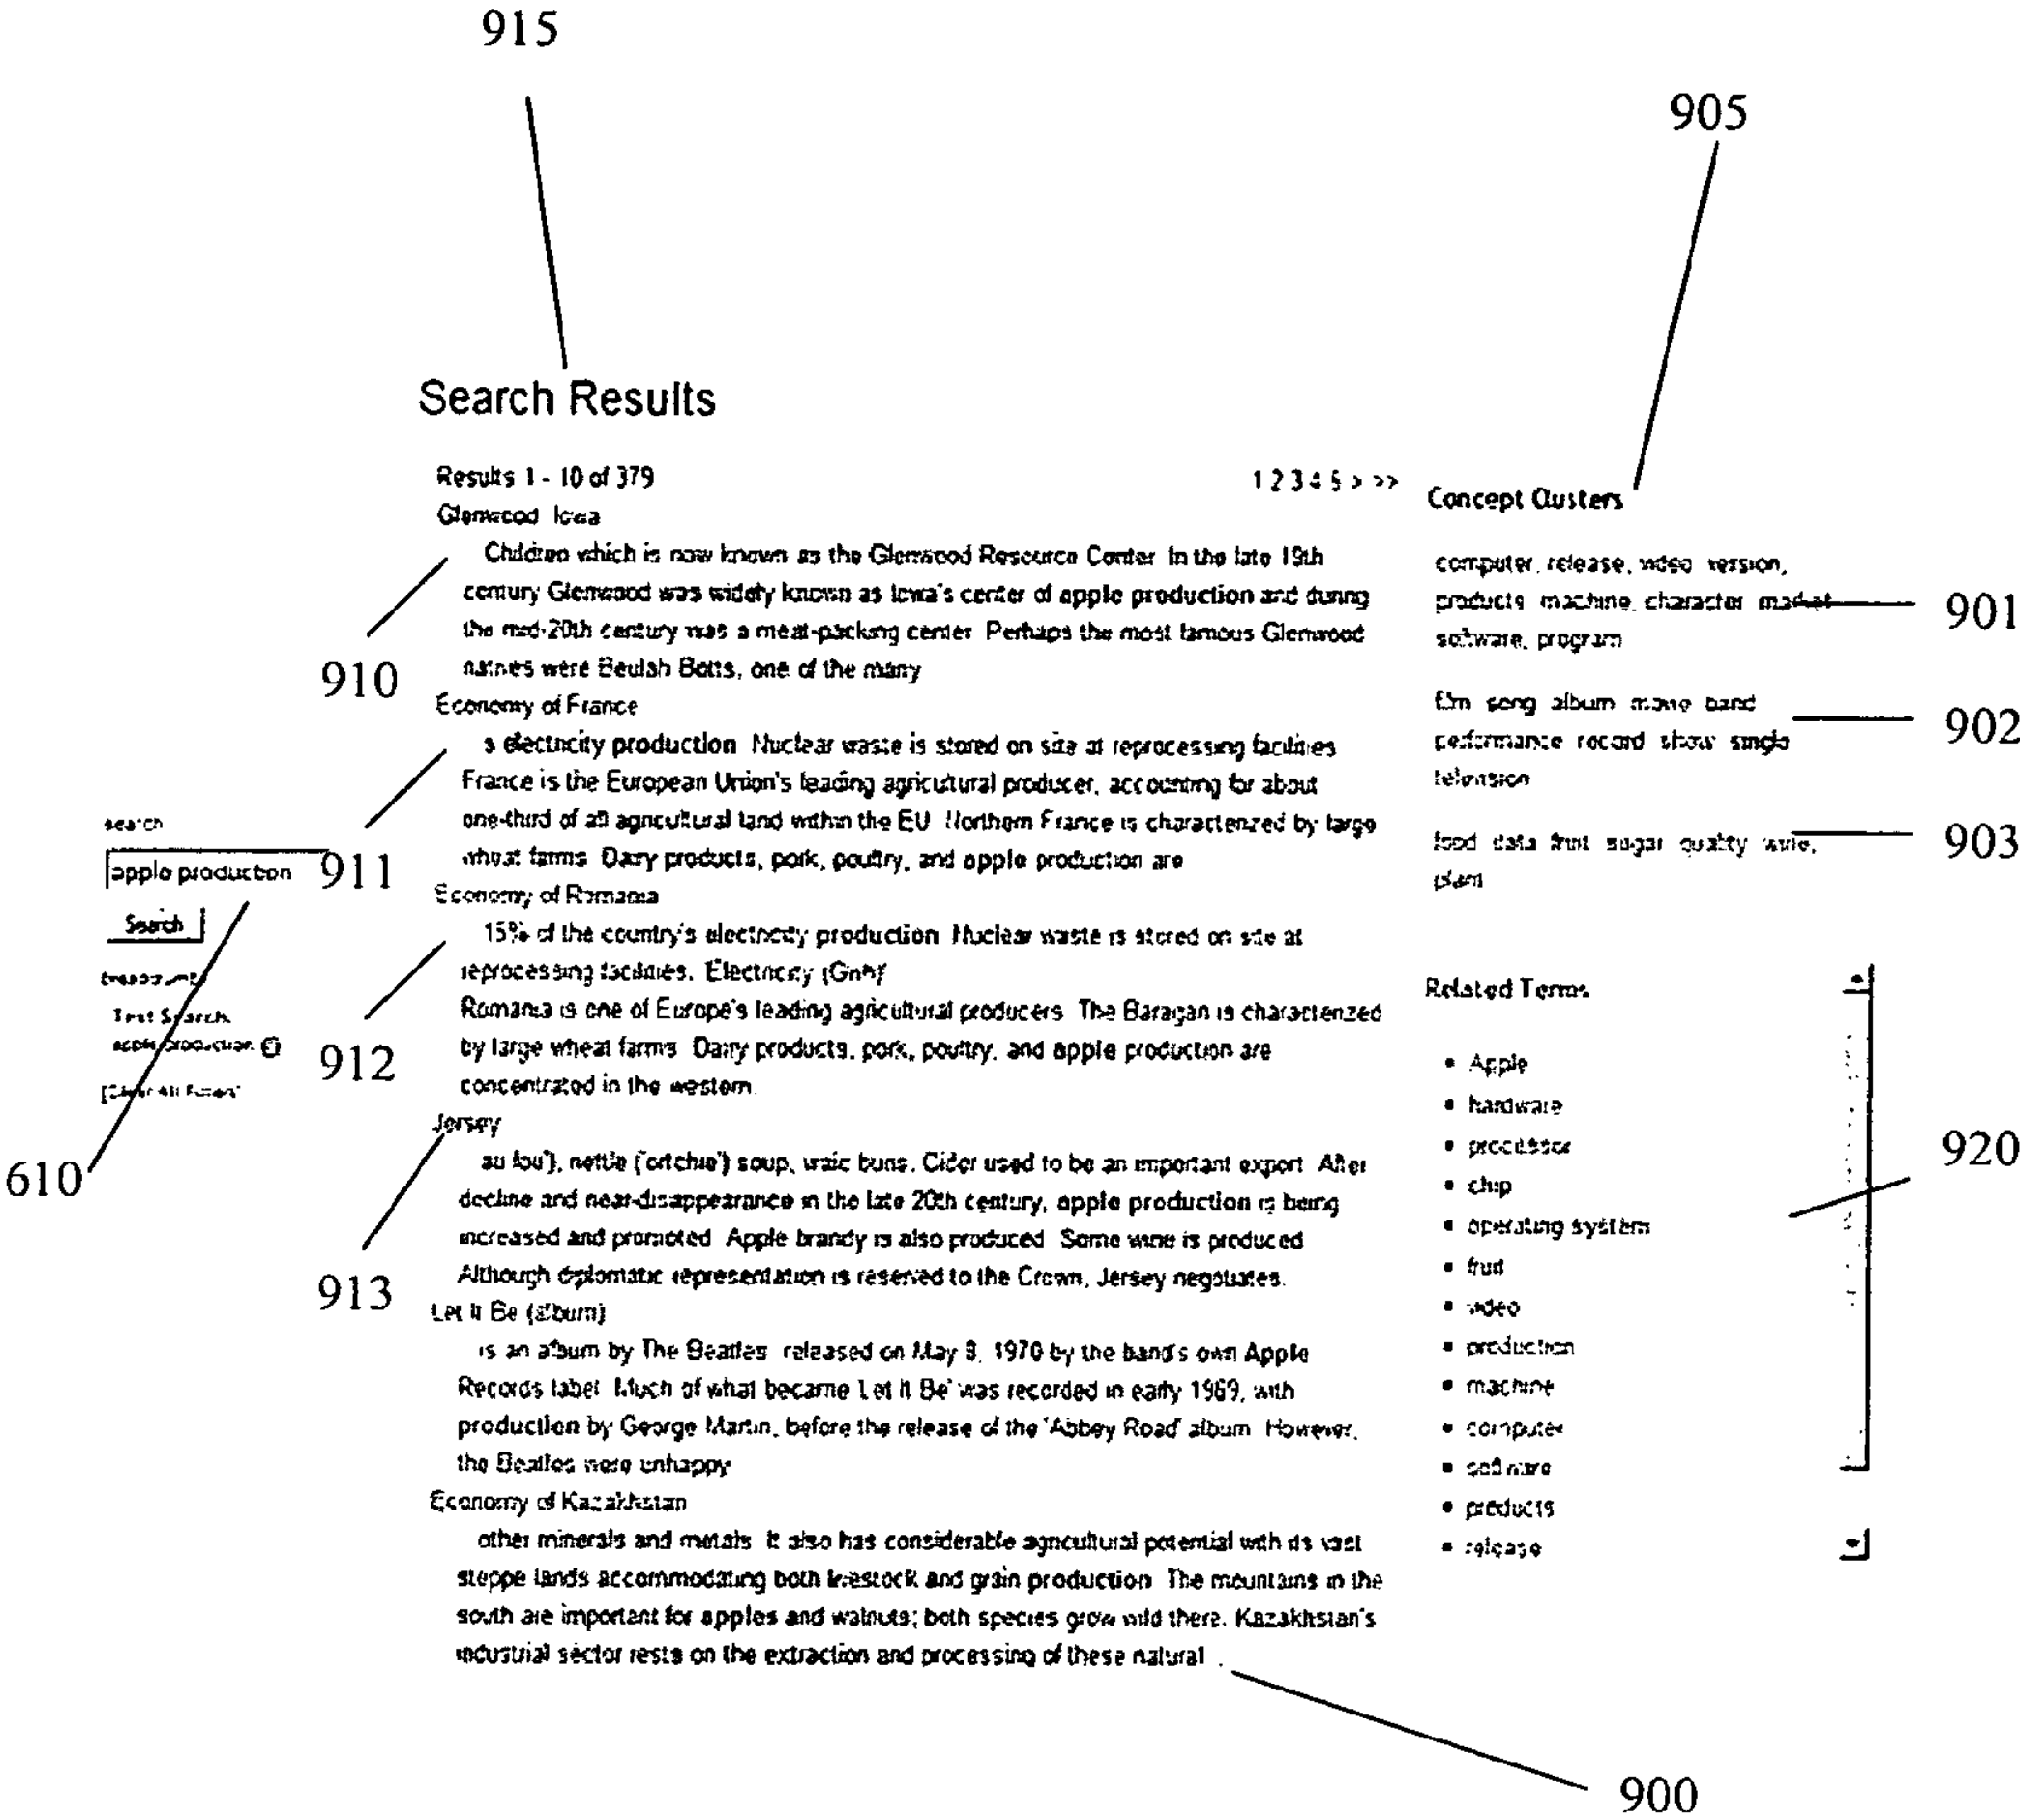 915
905
Search Results
Results 1 - 10 of 379
1 2 3 4 5 > >>
Glenwood Iowa
Children which is now known as the Glenwood Resource Center In the late 19th
century Glenwood was widely known as Iowa's center of apple production and during
the mid-20th century was a meat-packing center Perhaps the most famous Glenwood
natives were Beulah Botts, one of the many
910
Economy of France
s electricity production Nuclear waste is stored on site at reprocessing facilities
France is the European Union's leading agricultural producer, accounting for about
one-third of all agricultural land within the EU Northern France is characterized by large
wheat farms Dairy products, pork, poultry, and apple production are
911
Economy of Romania
15% of the country's electricity production Nuclear waste is stored on site at
reprocessing facilities. Electricity
Romania is one of Europe's leading agricultural producers The Baragan is characterized
by large wheat farms Dairy products, pork, poultry, and apple production are
concentrated in the western
912
Jersey
au fou'), nettle ('ortchie') soup, vraic buns. Cider used to be an important export After
decline and near-disappearance in the late 20th century, apple production is being
increased and promoted Apple brandy is also produced Some wine is produced
Although diplomatic representation is reserved to the Crown, Jersey negotiates.
913
Let It Be (album)
is an album by The Beatles released on May 8, 1970 by the band's own Apple
Records label Much of what became Let It Be' was recorded in early 1969, with
production by George Martin, before the release of the 'Abbey Road' album However,
the Beatles were unhappy
Economy of Kazakhstan
other minerals and metals It also has considerable agricultural potential with its vast
steppe lands accommodating both livestock and grain production The mountains in the
south are important for apples and walnuts; both species grow wild there. Kazakhstan's
industrial sector rests on the extraction and processing of these natural .
900
search
apple production
Search
Text Search:
apple production
[Clear All
610
Concept Clusters
computer, release, video version,
products machine, character market
software, program
901
film song album movie band
performance record show single
television
902
food data fruit sugar quality wine,
plant
903
Related Terms
• Apple
• hardware
• processor
• chip
• operating system
• fruit
• video
• production
• machine
• computer
• software
• products
• release
920